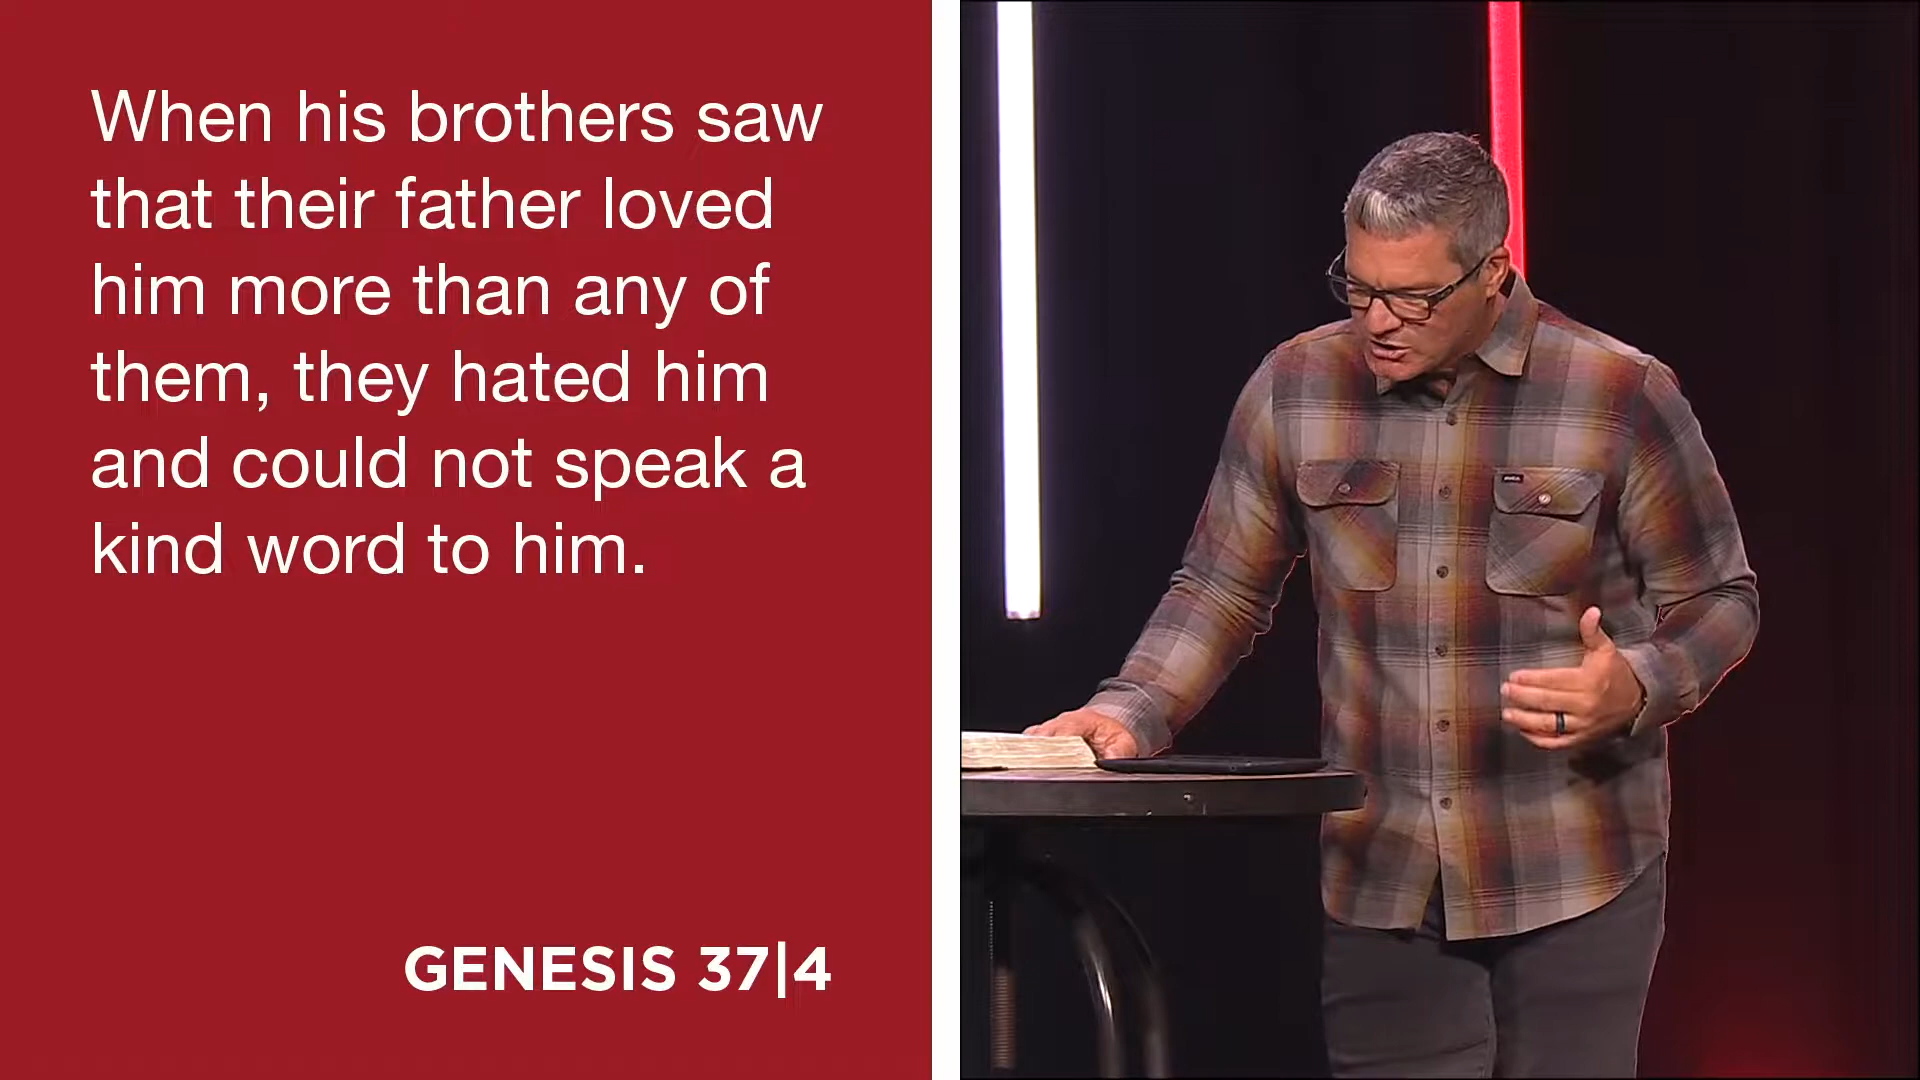 When his brothers saw
that their father loved
him more than any of
them, they hated him
and could not speak a
kind word to him.
GENESIS 37|4